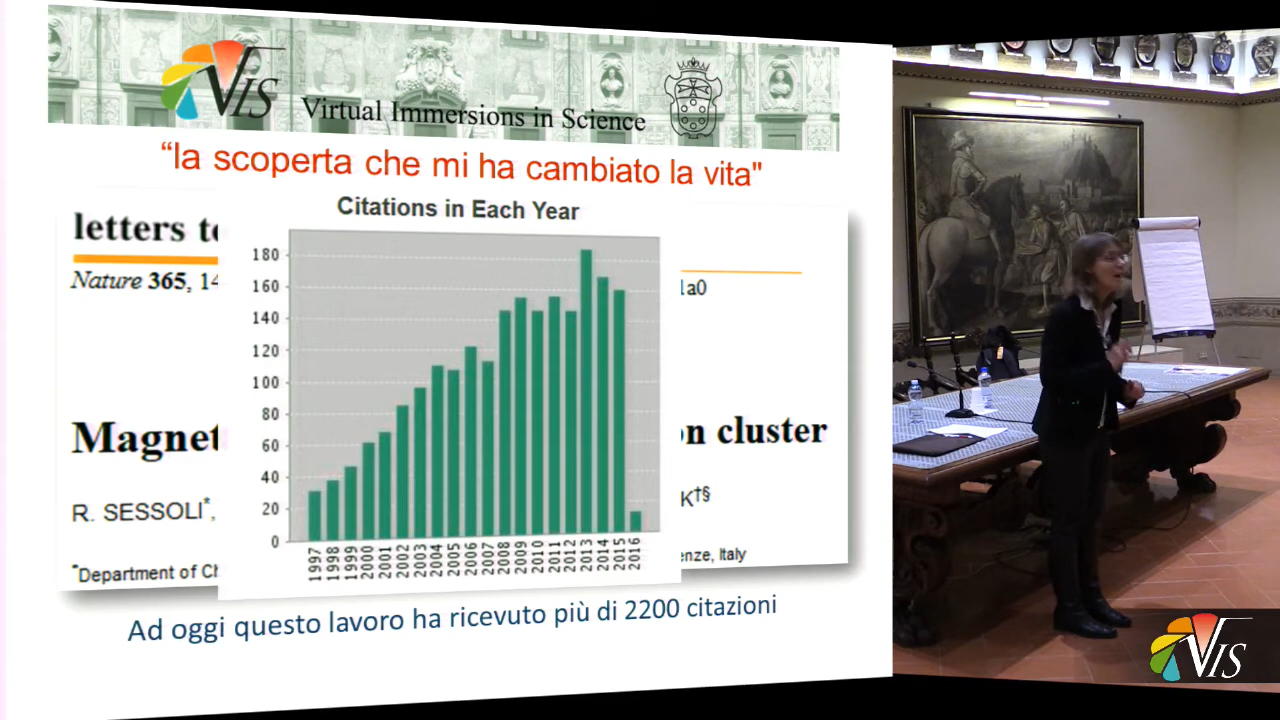 VIS Virtual Immersions in Science
“la scoperta che mi ha cambiato la vita"
Citations in Each Year
letters to
Nature 365, 14
1a0
180
160
140
120
100
80
60
40
20
0
1997 1998 1999 2000 2001 2002 2003 2004 2005 2006 2007 2008 2009 2010 2011 2012 2013 2014 2015 2016
Magnet
n cluster
R. SESSOLI*,
K†§
*Department of Ch
enze, Italy
Ad oggi questo lavoro ha ricevuto più di 2200 citazioni
VIS